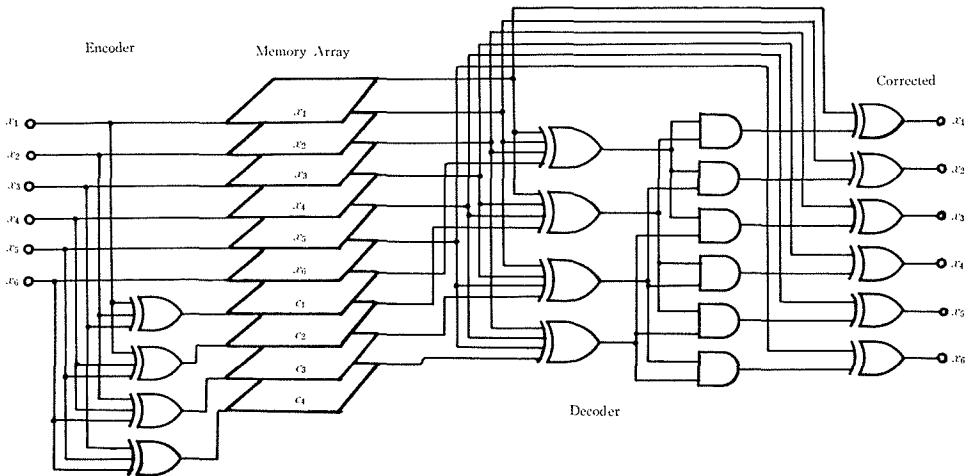 Encoder
Memory Array
Corrected
x1
x2
x3
x4
x5
x6
x1
x2
x3
x4
x5
x6
c1
c2
c3
c4
Decoder
x1
x2
x3
x4
x5
x6